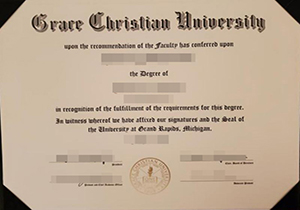 Grace Christian University
upon the recommendation of the Faculty has conferred upon
the Degree of
in recognition of the fulfillment of the requirements for this degree.
In witness whereof we have affixed our signatures and the Seal of
the University at Grand Rapids, Michigan.